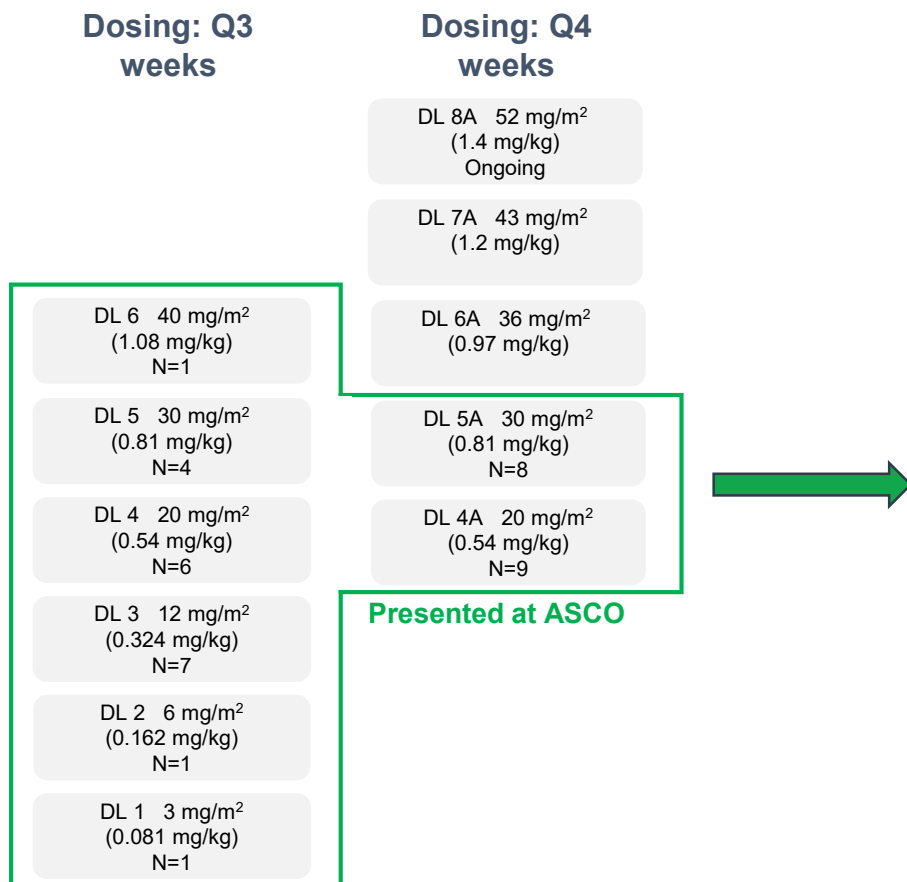 Dosing: Q3
weeks
DL 6 40 mg/m²
(1.08 mg/kg)
N=1
DL 5 30 mg/m²
(0.81 mg/kg)
N=4
DL 4 20 mg/m²
(0.54 mg/kg)
N=6
DL 3 12 mg/m²
(0.324 mg/kg)
N=7
DL 2 6 mg/m²
(0.162 mg/kg)
N=1
DL 1 3 mg/m²
(0.081 mg/kg)
N=1
Dosing: Q4
weeks
DL 8A 52 mg/m²
(1.4 mg/kg)
Ongoing
DL 7A 43 mg/m²
(1.2 mg/kg)
DL 6A 36 mg/m²
(0.97 mg/kg)
DL 5A 30 mg/m²
(0.81 mg/kg)
N=8
DL 4A 20 mg/m²
(0.54 mg/kg)
N=9
Presented at ASCO